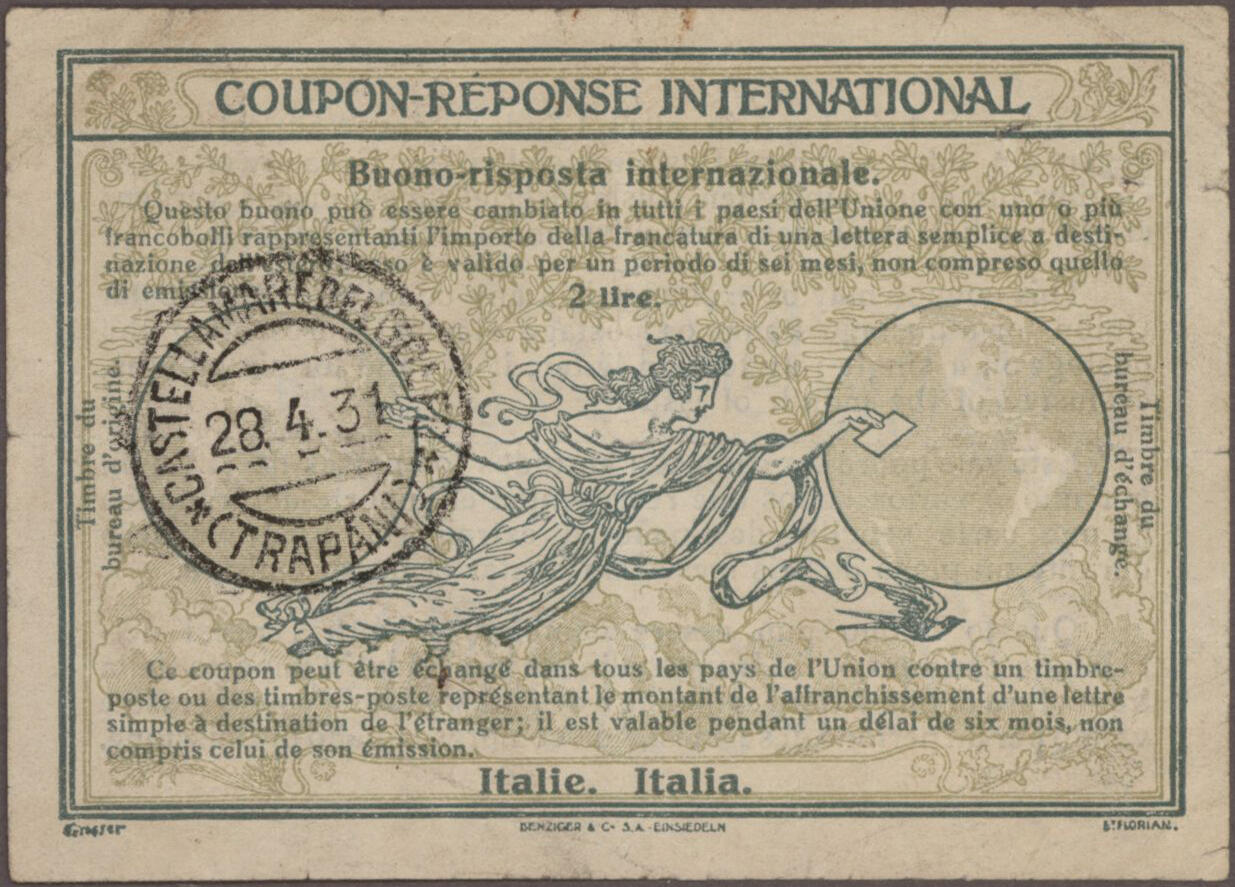 COUPON-RÉPONSE INTERNATIONAL
Buono-risposta internazionale.
Questo buono può essere cambiato in tutti i paesi dell'Unione con uno o più
francobolli rappresentanti l'importo della francatura di una lettera semplice a desti-
nazione è valido per un periodo di sei mesi, non compreso quello
di
2 lire.
Timbre du
bureau d'origine.
CASTELLAMMARE DEL GOLFO
28.4.31
(TRAPANI)
Timbre du
bureau d'échange.
Ce coupon peut être échangé dans tous les pays de l'Union contre un timbre-
poste ou des timbres-poste représentant le montant de l'affranchissement d'une lettre
simple à destination de l'étranger; il est valable pendant un délai de six mois, non
compris celui de son émission.
Italie. Italia.
BENZIGER & Cº S.A. EINSIEDELN